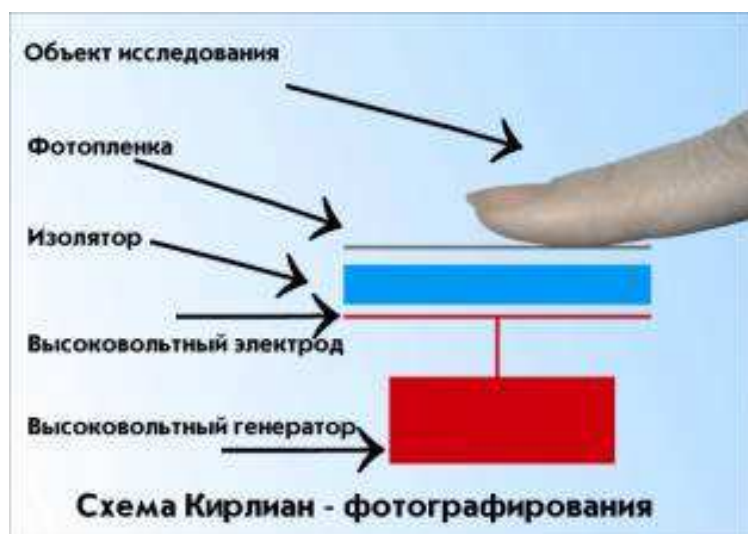 Объект исследования
Фотопленка
Изолятор
Высоковольтный электрод
Высоковольтный генератор
Схема Кирлиан - фотографирования